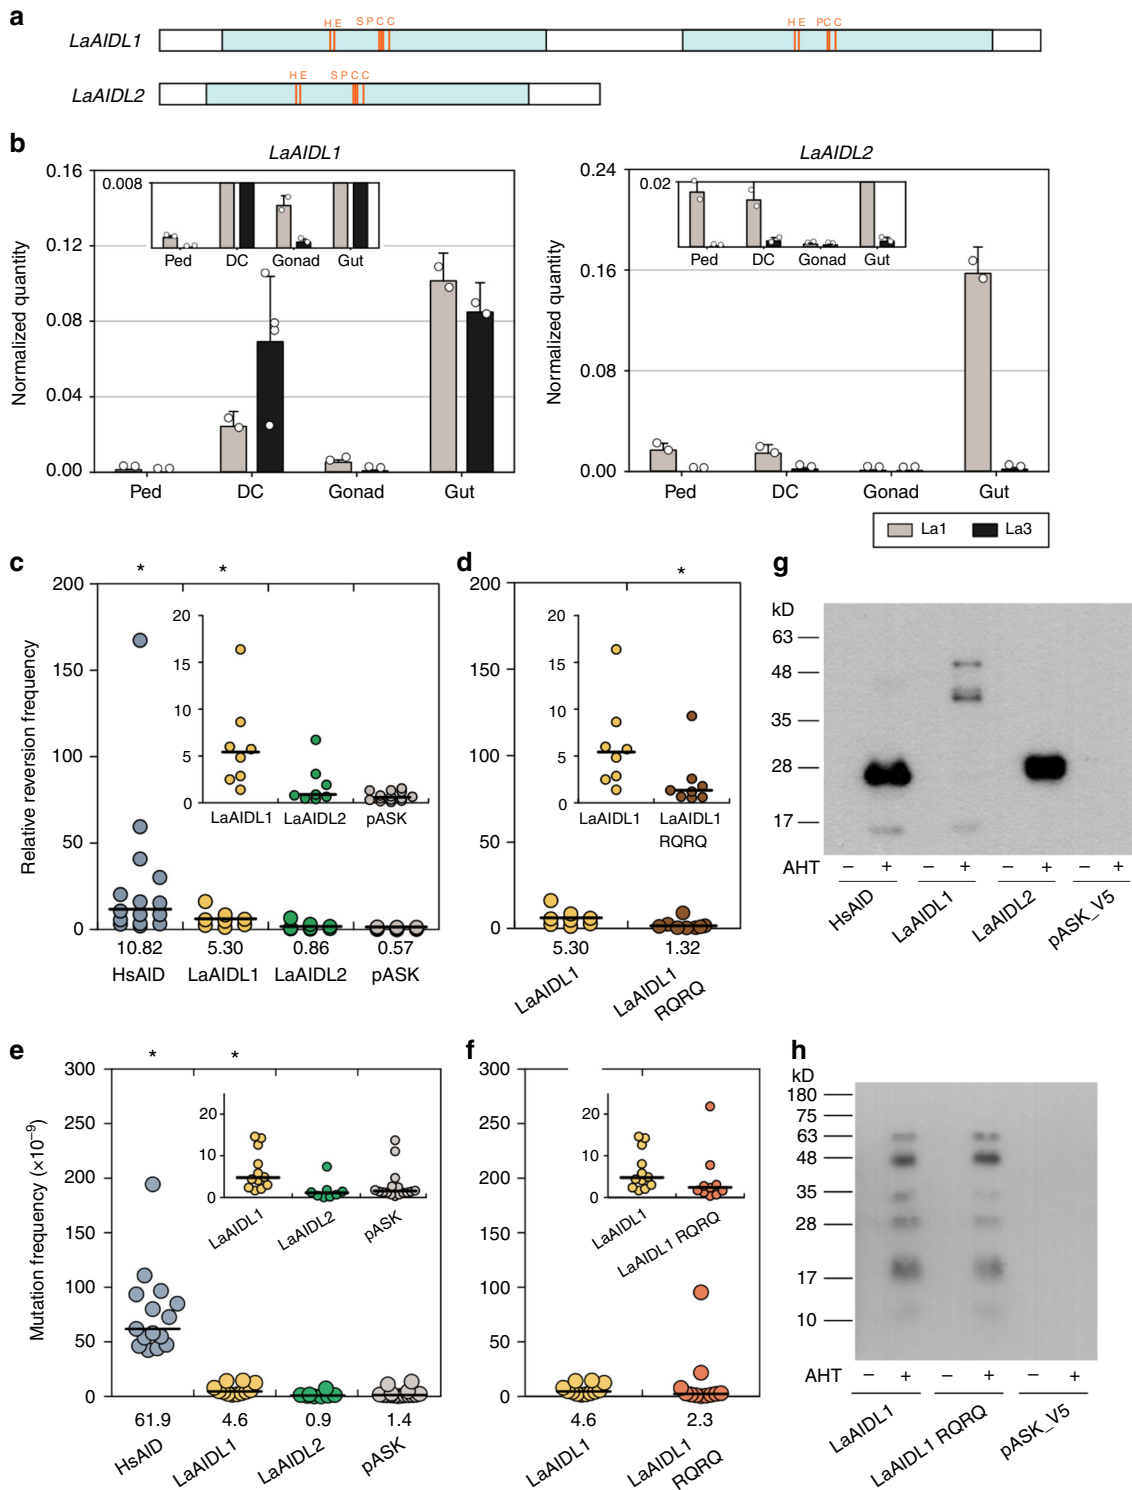 a
LaAIDL1
H E S P C C
H E P C C
LaAIDL2
H E S P C C
b
LaAIDL1
Normalized quantity
0.16
0.12
0.08
0.04
0.00
0.008
Ped DC Gonad Gut
Ped DC Gonad Gut
LaAIDL2
Normalized quantity
0.24
0.16
0.08
0.00
0.02
Ped DC Gonad Gut
Ped DC Gonad Gut
La1 La3
c
* *
Relative reversion frequency
200
150
100
50
0
20
15
10
5
0
LaAIDL1 LaAIDL2 pASK
10.82 5.30 0.86 0.57
HsAID LaAIDL1 LaAIDL2 pASK
d
*
200
150
100
50
0
20
15
10
5
0
LaAIDL1 LaAIDL1
RQRQ
5.30 1.32
LaAIDL1 LaAIDL1
RQRQ
g
kD
63
48
35
28
17
AHT – + – + – + – +
HsAID LaAIDL1 LaAIDL2 pASK_V5
e
* *
Mutation frequency (×10⁻⁹)
300
250
200
150
100
50
0
20
10
0
LaAIDL1 LaAIDL2 pASK
61.9 4.6 0.9 1.4
HsAID LaAIDL1 LaAIDL2 pASK
f
300
250
200
150
100
50
0
20
10
0
LaAIDL1 LaAIDL1 RQRQ
4.6 2.3
LaAIDL1 LaAIDL1
RQRQ
h
kD
180
75
63
48
35
28
17
10
AHT – + – + – +
LaAIDL1 LaAIDL1 RQRQ pASK_V5